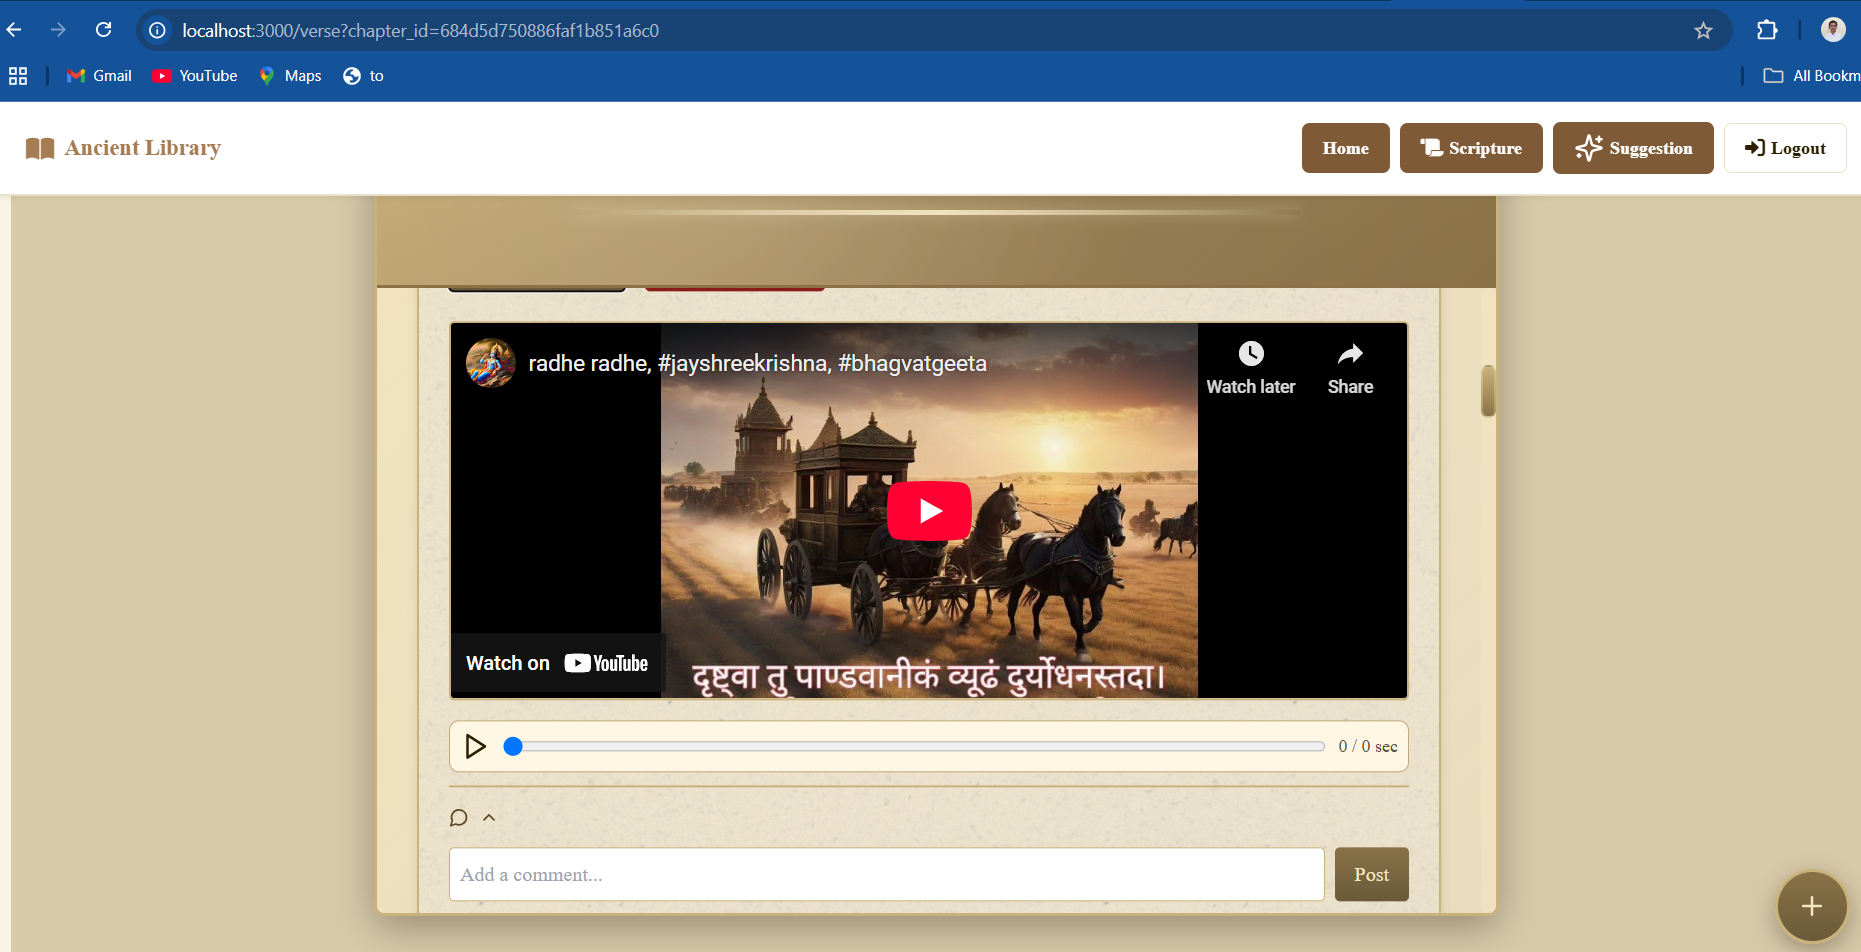 localhost:3000/verse?chapter_id=684d5d750886faf1b851a6c0
Gmail YouTube Maps to All Bookm
Ancient Library Home Scripture Suggestion Logout
radhe radhe, #jayshreekrishna, #bhagvatgeeta
Watch later Share
Watch on YouTube
दृष्ट्वा तु पाण्डवानीकं व्यूढं दुर्योधनस्तदा।
0 / 0 sec
Add a comment... Post